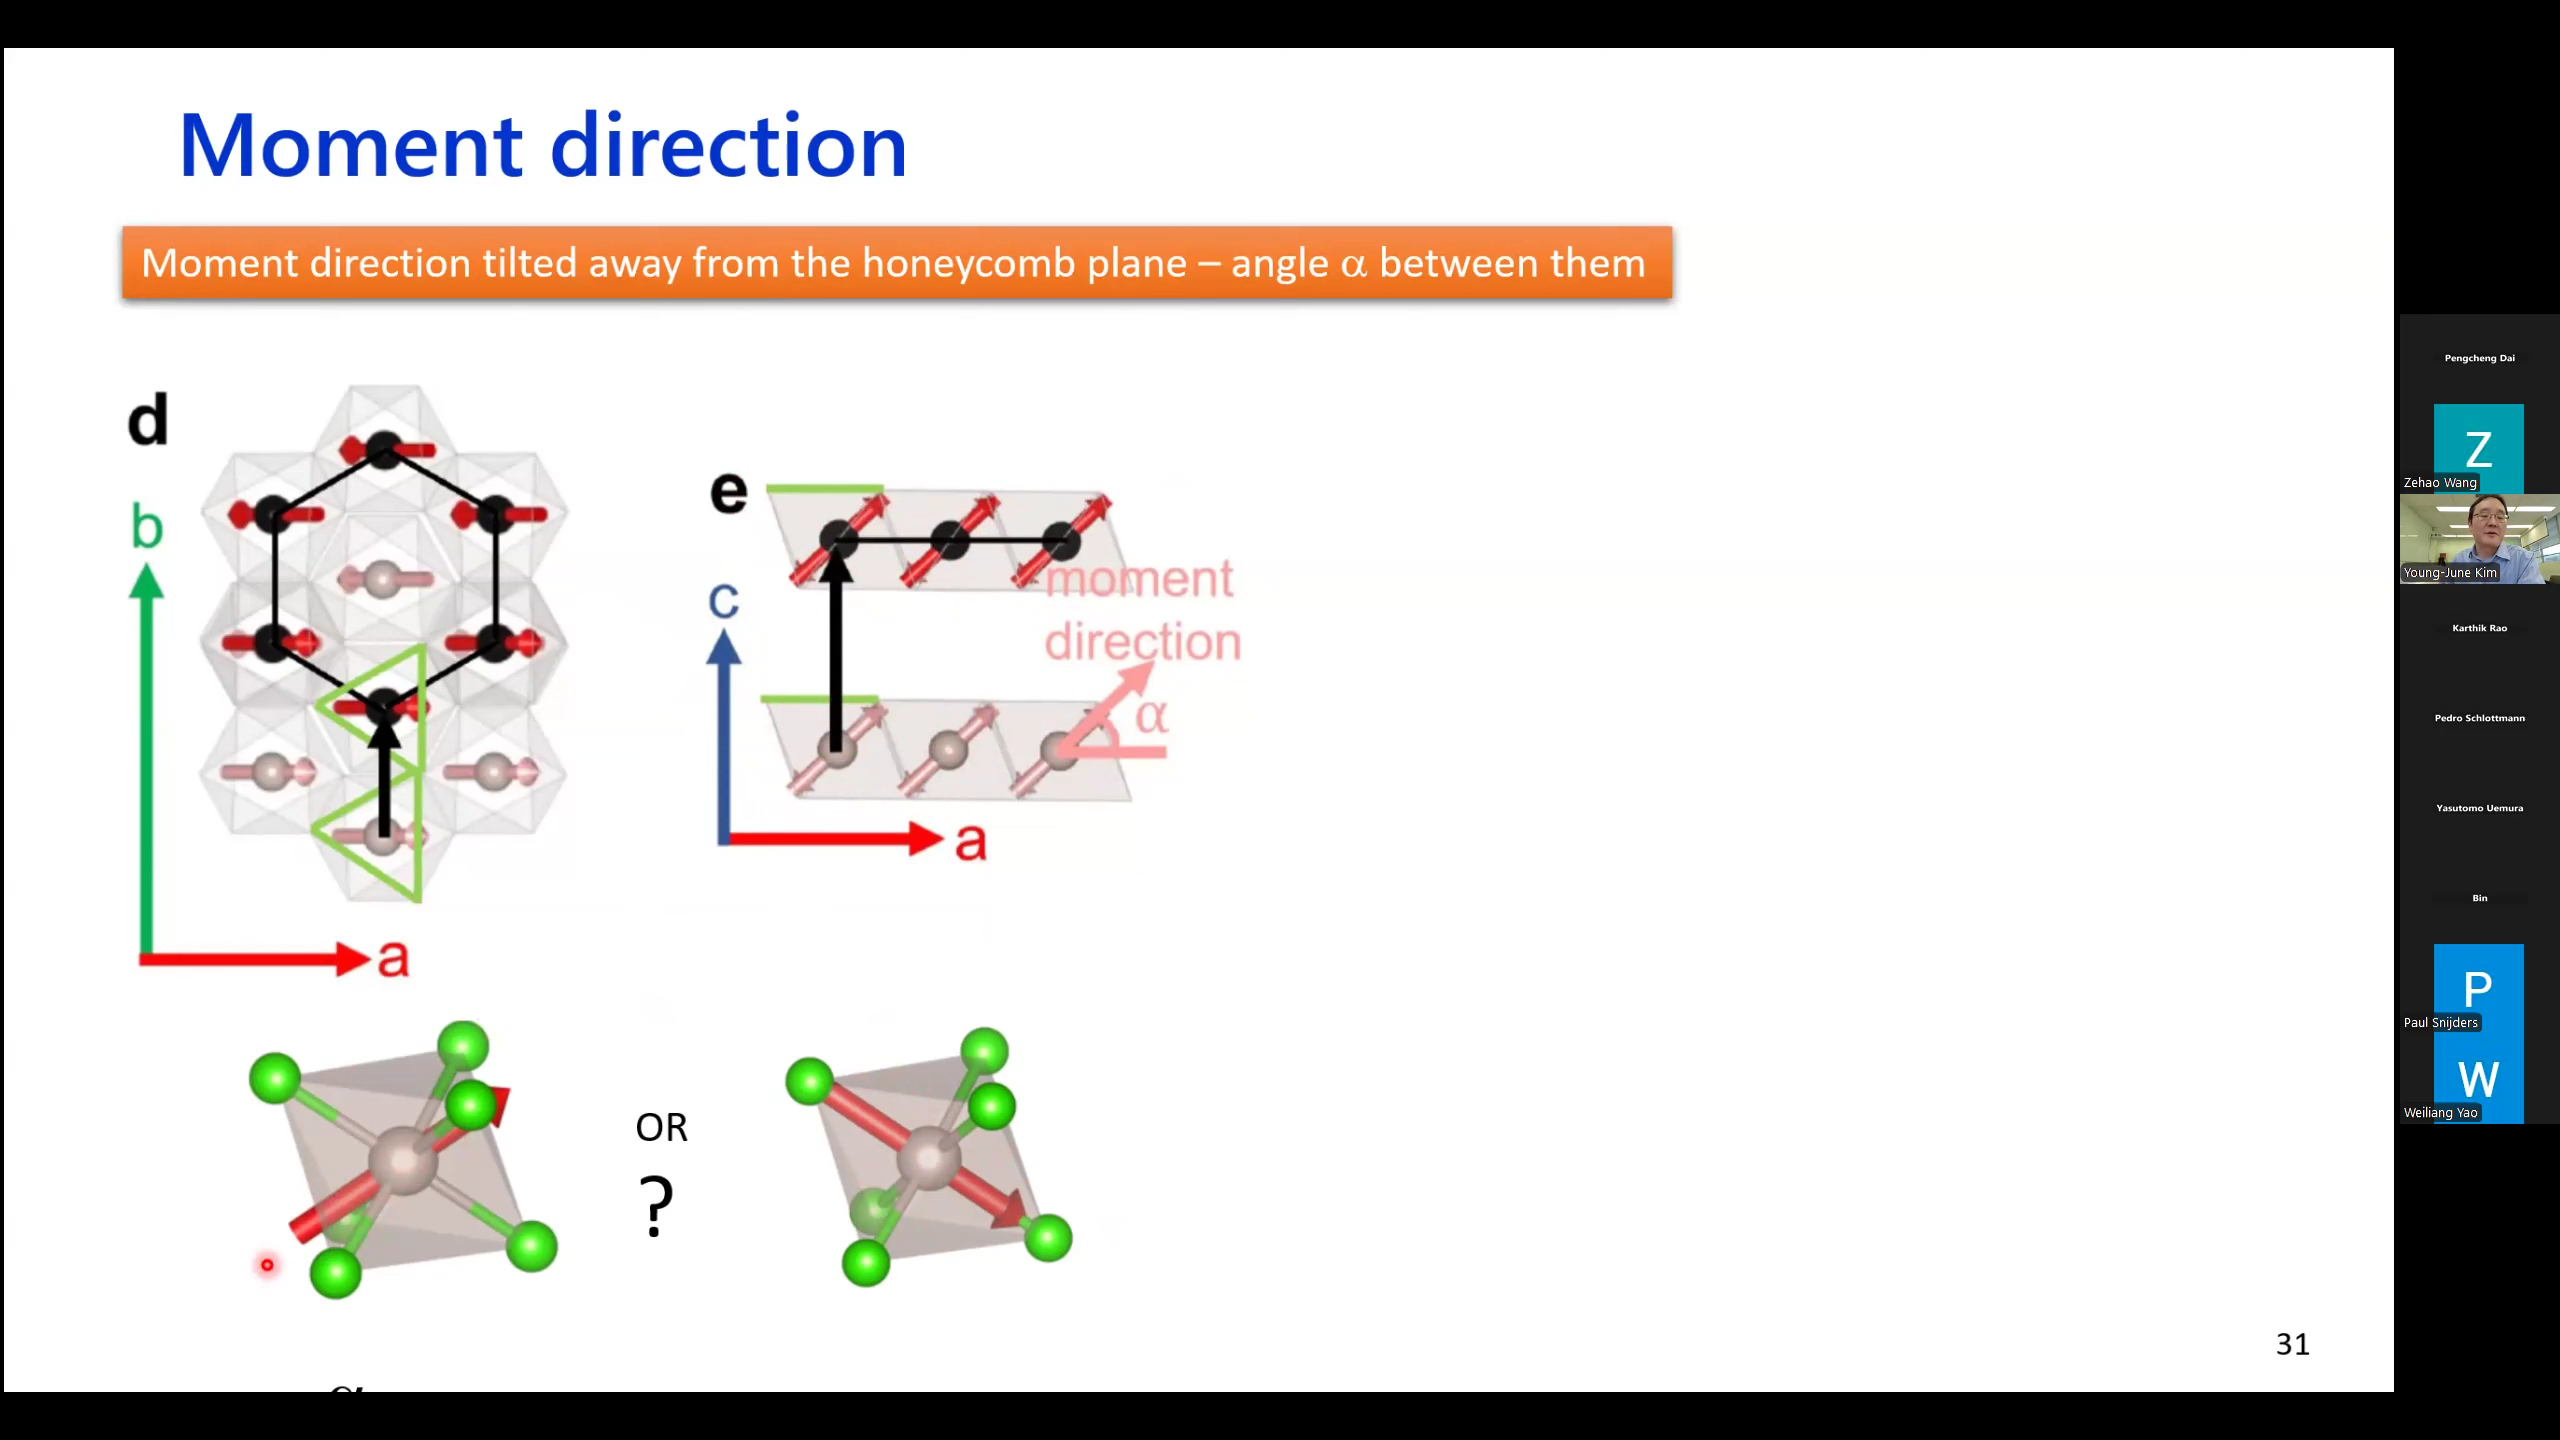 Moment direction
Moment direction tilted away from the honeycomb plane – angle α between them
d
b
a
e
c
a
moment
direction
α
OR
?
31
Pengcheng Dai
Z
Zehao Wang
Young-June Kim
Karthik Rao
Pedro Schlottmann
Yasutomo Uemura
Bin
P
Paul Snijders
W
Weiliang Yao